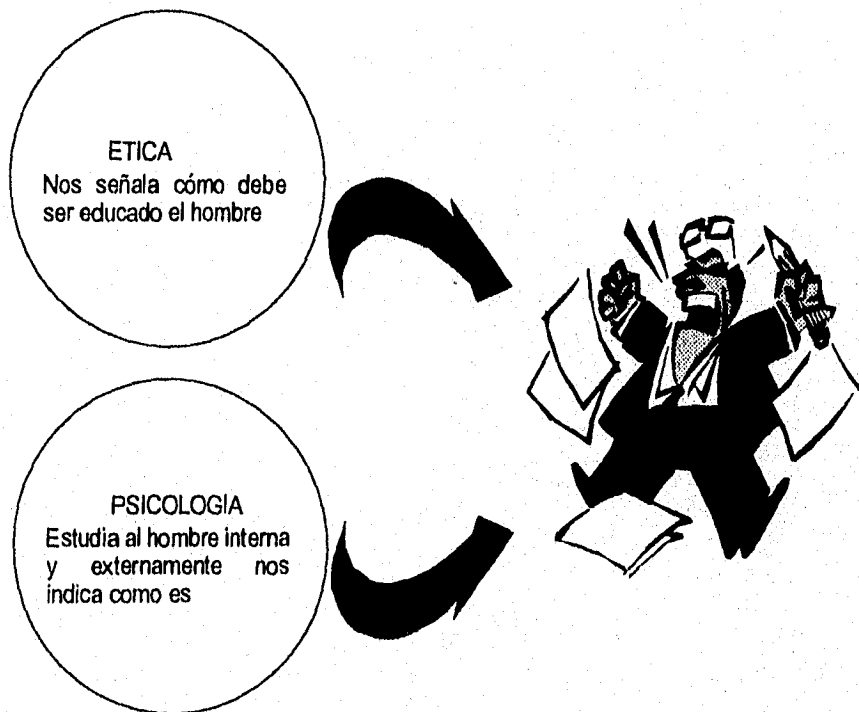 ETICA
Nos señala cómo debe
ser educado el hombre
PSICOLOGIA
Estudia al hombre interna
y externamente nos
indica como es